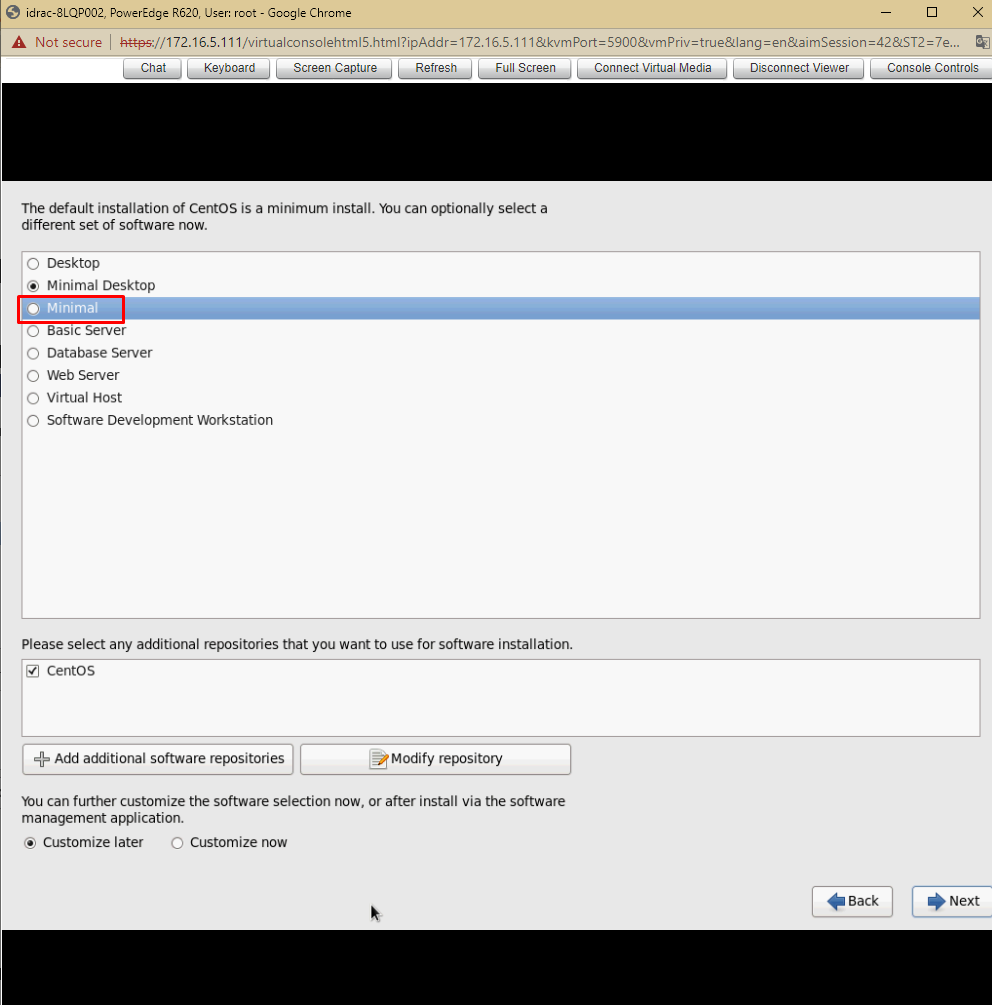 idrac-8LQP002, PowerEdge R620, User: root - Google Chrome
Not secure | https://172.16.5.111/virtualconsolehtml5.html?ipAddr=172.16.5.111&kvmPort=5900&vmPriv=true&lang=en&aimSession=42&ST2=7e...
Chat Keyboard Screen Capture Refresh Full Screen Connect Virtual Media Disconnect Viewer Console Controls
The default installation of CentOS is a minimum install. You can optionally select a
different set of software now.
Desktop
Minimal Desktop
Minimal
Basic Server
Database Server
Web Server
Virtual Host
Software Development Workstation
Please select any additional repositories that you want to use for software installation.
CentOS
Add additional software repositories Modify repository
You can further customize the software selection now, or after install via the software
management application.
Customize later Customize now
Back Next